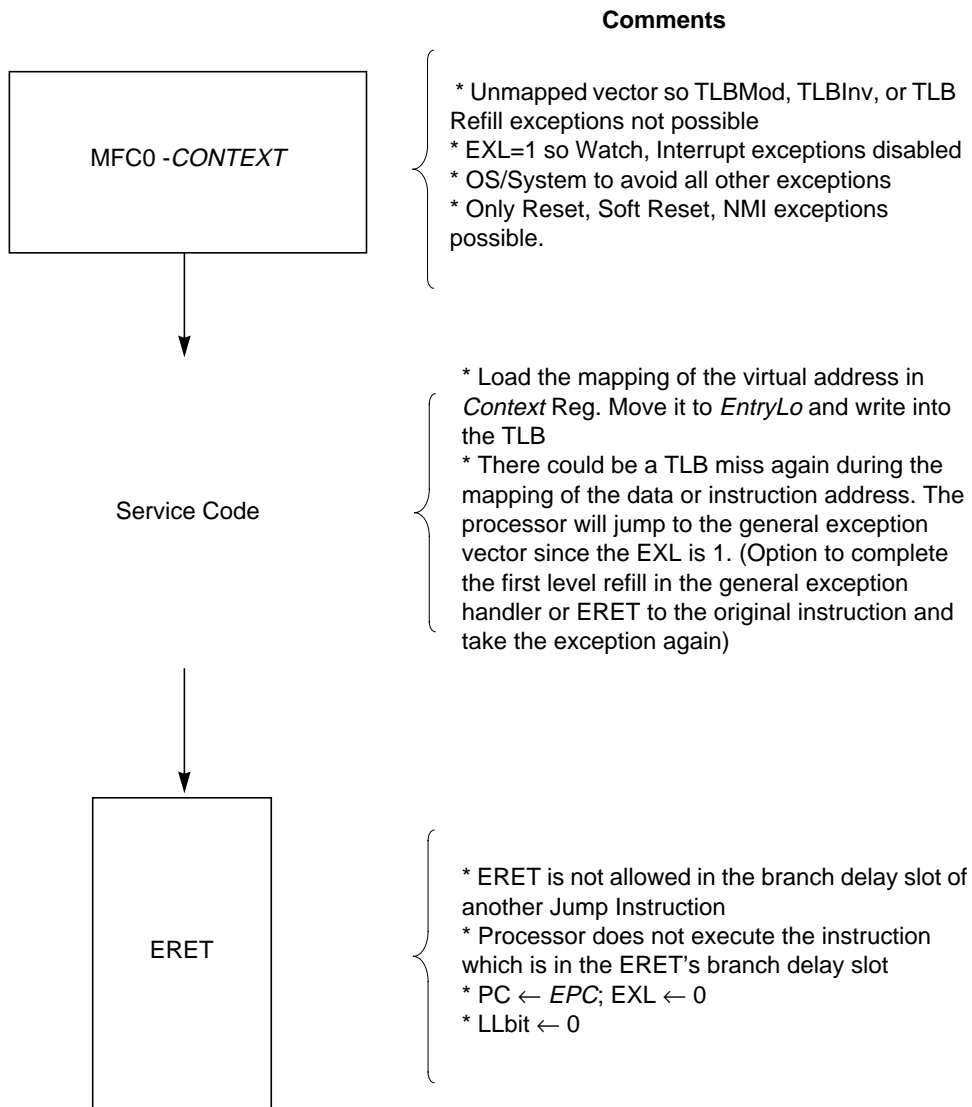 Comments
MFC0 -CONTEXT
* Unmapped vector so TLBMod, TLBInv, or TLB
Refill exceptions not possible
* EXL=1 so Watch, Interrupt exceptions disabled
* OS/System to avoid all other exceptions
* Only Reset, Soft Reset, NMI exceptions
possible.
Service Code
* Load the mapping of the virtual address in
Context Reg. Move it to EntryLo and write into
the TLB
* There could be a TLB miss again during the
mapping of the data or instruction address. The
processor will jump to the general exception
vector since the EXL is 1. (Option to complete
the first level refill in the general exception
handler or ERET to the original instruction and
take the exception again)
ERET
* ERET is not allowed in the branch delay slot of
another Jump Instruction
* Processor does not execute the instruction
which is in the ERET's branch delay slot
* PC ← EPC; EXL ← 0
* LLbit ← 0